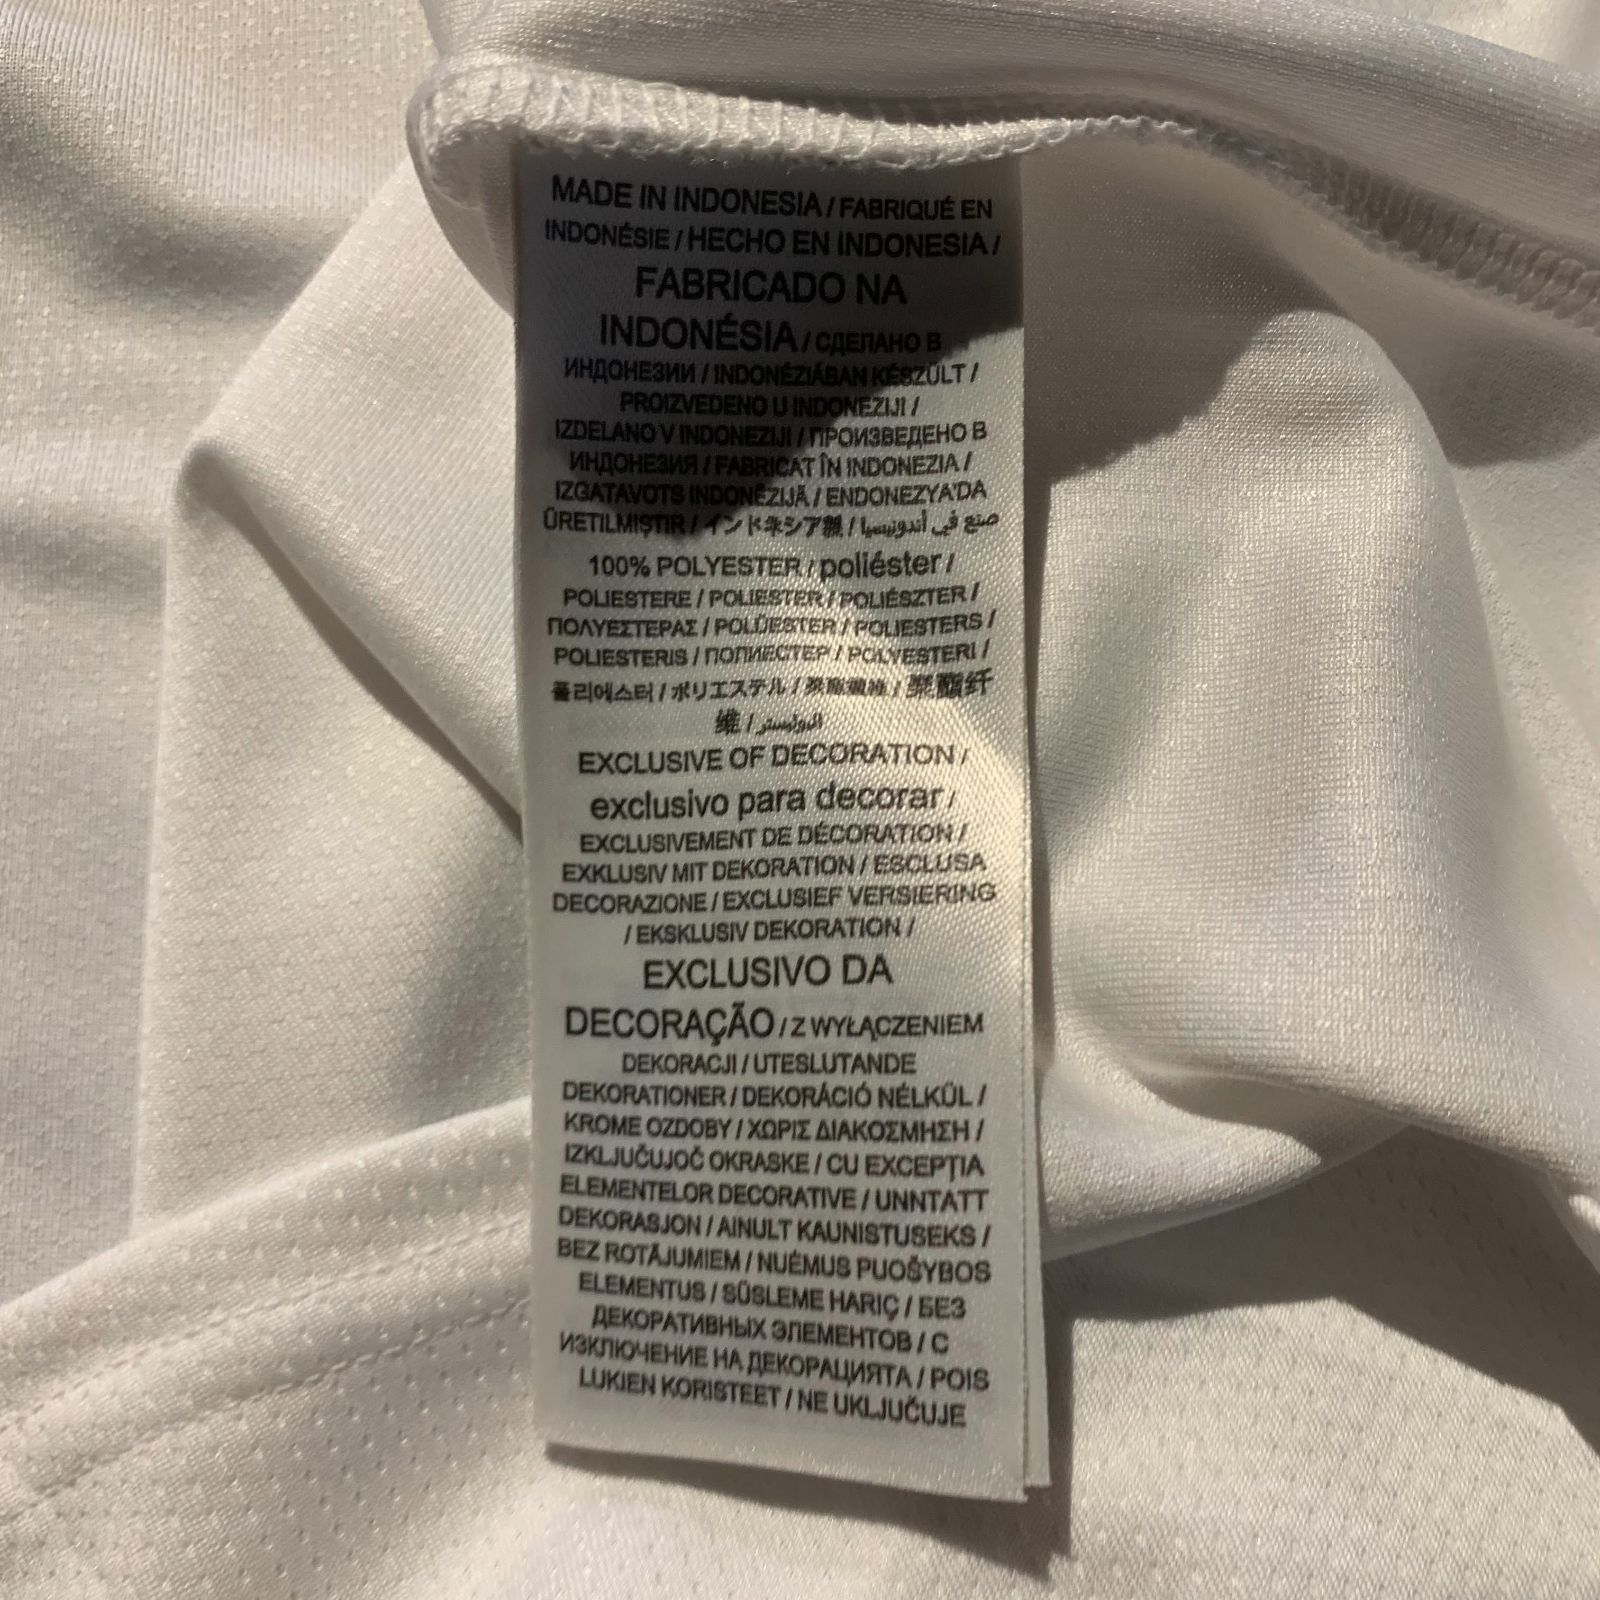 MADE IN INDONESIA / FABRIQUÉ EN
INDONÉSIE / HECHO EN INDONESIA /
FABRICADO NA
INDONÉSIA / СДЕЛАНО В
ИНДОНЕЗИИ / INDONÉZIÁBAN KÉSZÜLT /
PROIZVEDENO U INDONEZIJI /
IZDELANO V INDONEZIJI / ПРОИЗВЕДЕНО В
ИНДОНЕЗИЯ / FABRICAT ÎN INDONEZIA /
IZGATAVOTS INDONĒZIJĀ / ENDONEZYA'DA
ÜRETILMIŞTIR / インドネシア製 / صنع في أندونيسيا
100% POLYESTER / poliéster /
POLIESTERE / POLIESTER / POLIÉSZTER /
ΠΟΛΥΕΣΤΕΡΑΣ / POLÜESTER / POLIESTERS /
POLIESTERIS / ПОЛИЕСТЕР / POLYESTERI /
폴리에스터 / ポリエステル / 聚酯纖維 / 聚酯纤
维 / البوليستر
EXCLUSIVE OF DECORATION /
exclusivo para decorar /
EXCLUSIVEMENT DE DÉCORATION /
EXKLUSIV MIT DEKORATION / ESCLUSA
DECORAZIONE / EXCLUSIEF VERSIERING
/ EKSKLUSIV DEKORATION /
EXCLUSIVO DA
DECORAÇÃO / Z WYŁĄCZENIEM
DEKORACJI / UTESLUTANDE
DEKORATIONER / DEKORÁCIÓ NÉLKÜL /
KROME OZDOBY / ΧΩΡΙΣ ΔΙΑΚΟΣΜΗΣΗ /
IZKLJUČUJOČ OKRASKE / CU EXCEPȚIA
ELEMENTELOR DECORATIVE / UNNTATT
DEKORASJON / AINULT KAUNISTUSEKS /
BEZ ROTĀJUMIEM / NUĖMUS PUOŠYBOS
ELEMENTUS / SÜSLEME HARIÇ / БЕЗ
ДЕКОРАТИВНЫХ ЭЛЕМЕНТОВ / С
ИЗКЛЮЧЕНИЕ НА ДЕКОРАЦИЯТА / POIS
LUKIEN KORISTEET / NE UKLJUČUJE